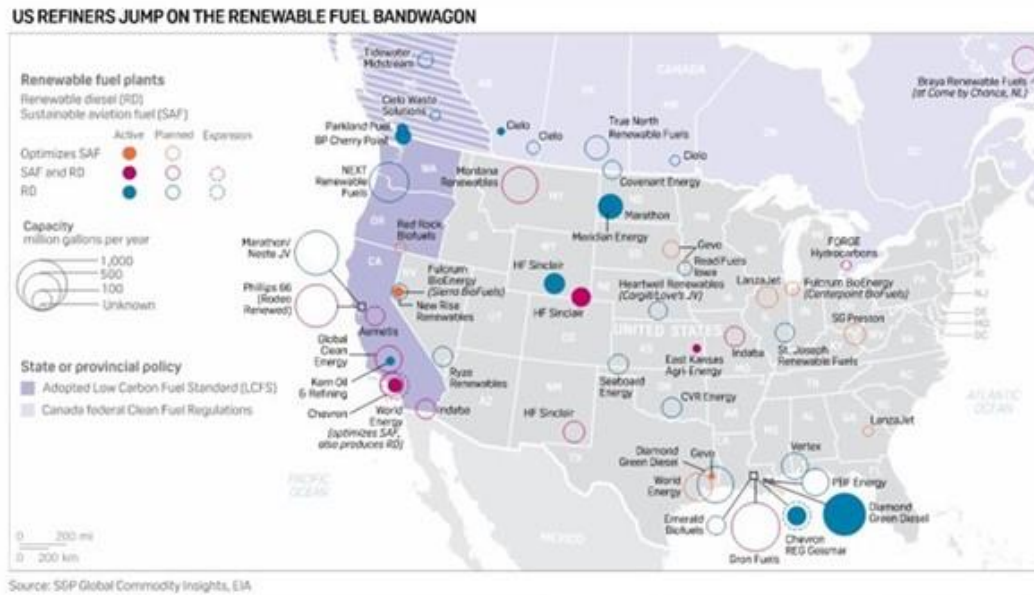 US REFINERS JUMP ON THE RENEWABLE FUEL BANDWAGON
Renewable fuel plants
Renewable diesel (RD)
Sustainable aviation fuel (SAF)
Active Planned Expansion
Optimizes SAF
SAF and RD
RD
Capacity
million gallons per year
1,000
500
100
Unknown
State or provincial policy
Adopted Low Carbon Fuel Standard (LCFS)
Canada federal Clean Fuel Regulations
0 200 mi
0 200 km
Tidewater
Midstream
Cielo Waste
Solutions
Parkland Fuel
BP Cherry Point
NEXT
Renewable
Fuels
Cielo
Cielo
True North
Renewable Fuels
Cielo
Covenant Energy
Montana
Renewables
Marathon
Meridian Energy
Braya Renewable Fuels
(at Come by Chance, NL)
CANADA
WA
OR
CA
NV
MT
Red Rock
Biofuels
Marathon/
Neste JV
Phillips 66
(Rodeo
Renewed)
Fulcrum
BioEnergy
(Sierra BioFuels)
New Rise
Renewables
Aemetis
Global
Clean
Energy
Kern Oil
& Refining
Chevron
World
Energy
(optimizes SAF,
also produces RD)
Indaba
Ryze
Renewables
HF Sinclair
HF Sinclair
HF Sinclair
Gevo
Read Fuels
Iowa
Heartwell Renewables
(Cargill/Love's JV)
UNITED STATES
East Kansas
Agri-Energy
Indaba
Seaboard
Energy
CVR Energy
LanzaJet
FORGE
Hydrocarbons
Fulcrum BioEnergy
(Centerpoint BioFuels)
SG Preston
St. Joseph
Renewable Fuels
LanzaJet
Diamond
Green Diesel
Gevo
World
Energy
Emerald
Biofuels
Gron Fuels
Vertex
PBF Energy
Diamond
Green Diesel
Chevron
REG Geismar
PACIFIC
OCEAN
ATLANTIC
OCEAN
MEXICO
Source: S&P Global Commodity Insights, EIA